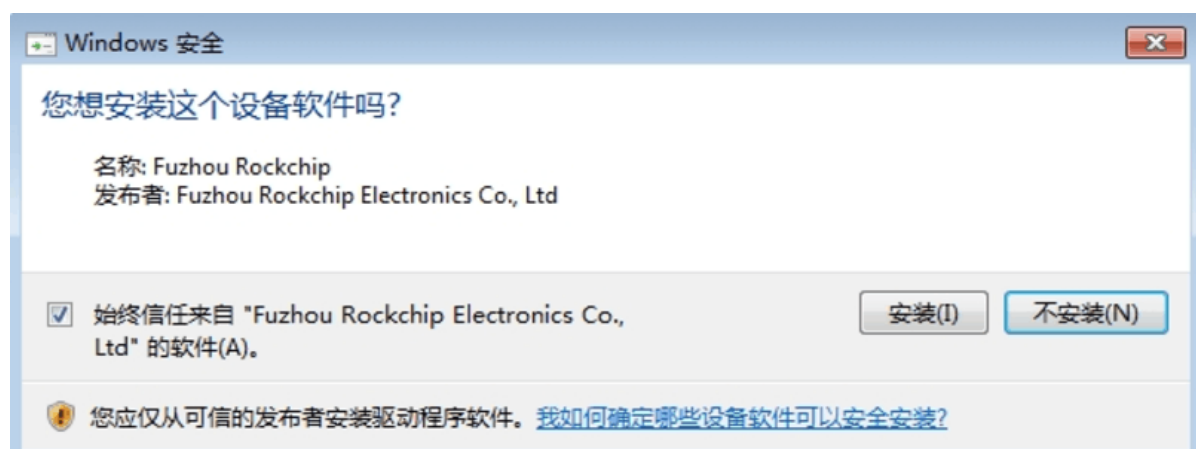 Windows 安全
您想安装这个设备软件吗?
名称: Fuzhou Rockchip
发布者: Fuzhou Rockchip Electronics Co., Ltd
始终信任来自 "Fuzhou Rockchip Electronics Co.,
Ltd" 的软件(A)。
安装(I)
不安装(N)
您应仅从可信的发布者安装驱动程序软件。我如何确定哪些设备软件可以安全安装?